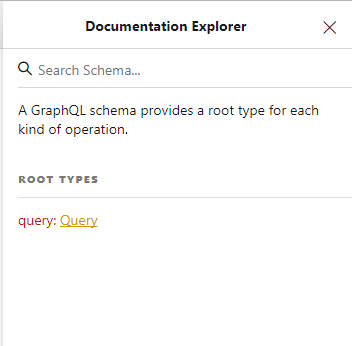 Documentation Explorer
Search Schema...
A GraphQL schema provides a root type for each
kind of operation.
ROOT TYPES
query: Query